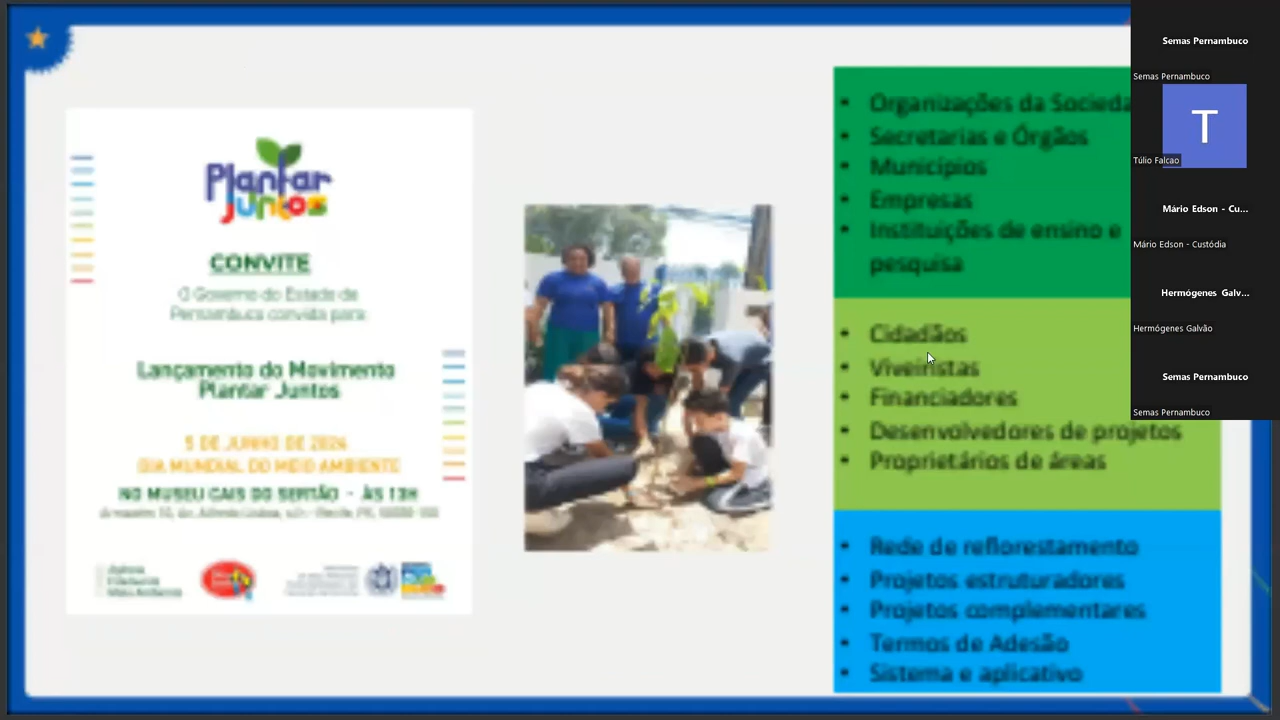 Plantar
Juntos
CONVITE
O Governo do Estado de
Pernambuco convida para:
Lançamento do Movimento
Plantar Juntos
5 DE JUNHO DE 2024
DIA MUNDIAL DO MEIO AMBIENTE
NO MUSEU CAIS DO SERTÃO - ÀS 13H
• Organizações da Socieda
• Secretarias e Órgãos
• Municípios
• Empresas
• Instituições de ensino e
pesquisa
• Cidadãos
• Viveiristas
• Financiadores
• Desenvolvedores de projetos
• Proprietários de áreas
• Rede de reflorestamento
• Projetos estruturadores
• Projetos complementares
• Termos de Adesão
• Sistema e aplicativo
Semas Pernambuco
Semas Pernambuco
T
Túlio Falcao
Mário Edson - Cu...
Mário Edson - Custódia
Hermógenes Galv...
Hermógenes Galvão
Semas Pernambuco
Semas Pernambuco